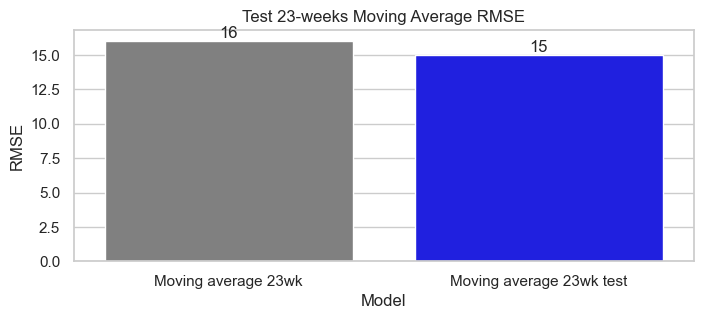 Test 23-weeks Moving Average RMSE
16
15
15.0
12.5
10.0
7.5
5.0
2.5
0.0
RMSE
Moving average 23wk
Moving average 23wk test
Model